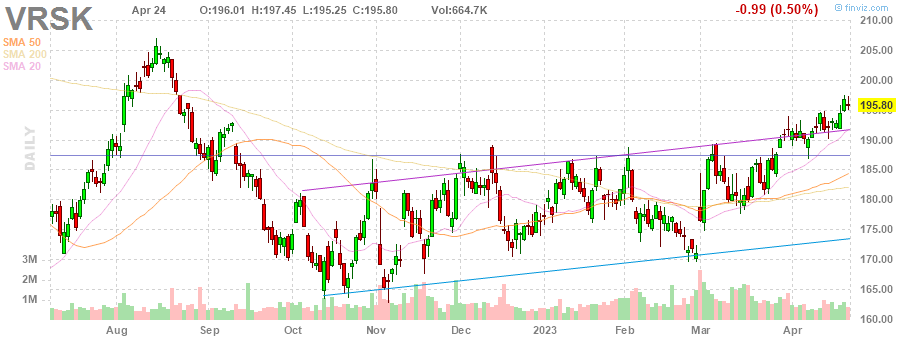 VRSK Apr 24 O:196.01 H:197.45 L:195.25 C:195.80 Vol:664.7K -0.99 (0.50%) © finviz.com
SMA 50
SMA 200
SMA 20
DAILY
210.00
205.00
200.00
195.80
190.00
185.00
180.00
175.00
170.00
165.00
160.00
3M
2M
1M
Aug Sep Oct Nov Dec 2023 Feb Mar Apr